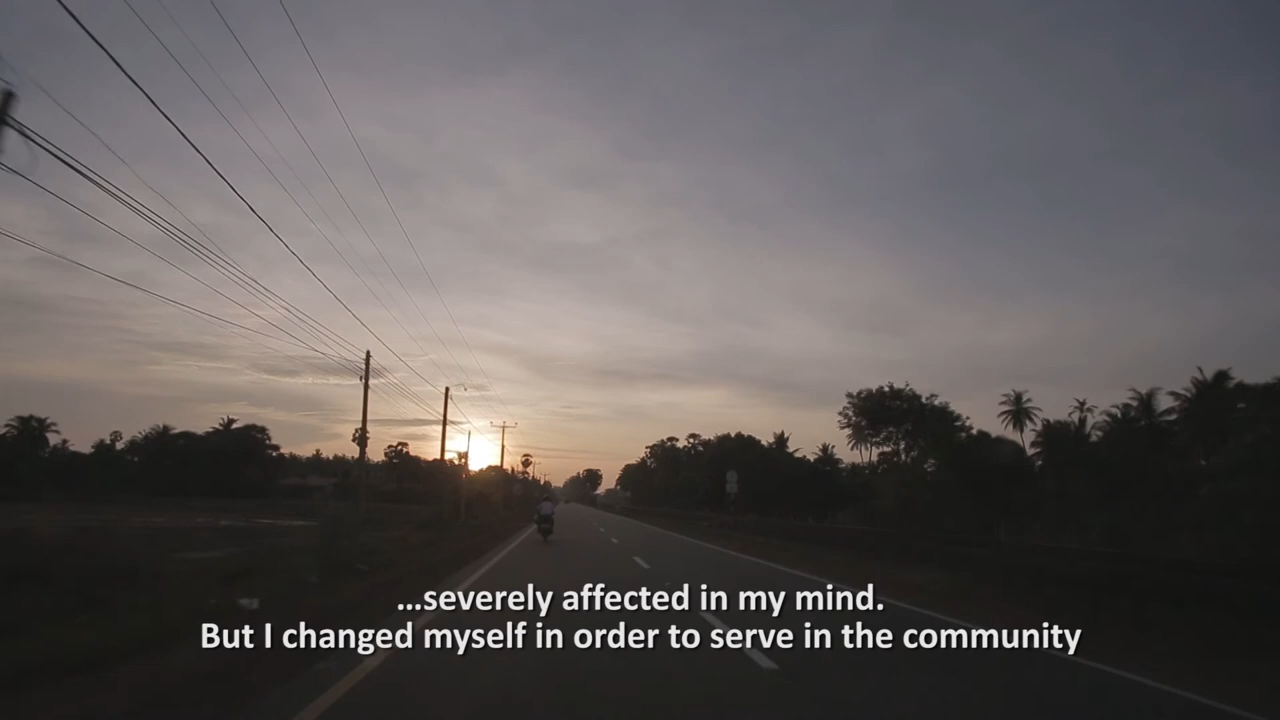 ...severely affected in my mind.
But I changed myself in order to serve in the community